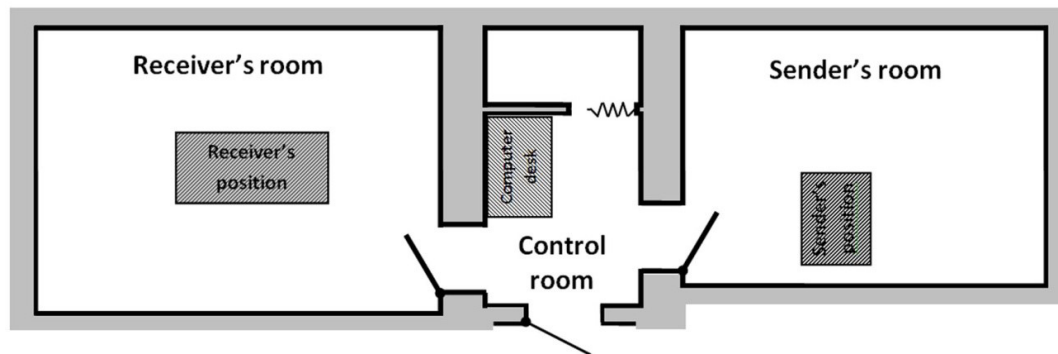 Receiver’s room
Receiver’s
position
Computer
desk
Control
room
Sender’s room
Sender’s
position